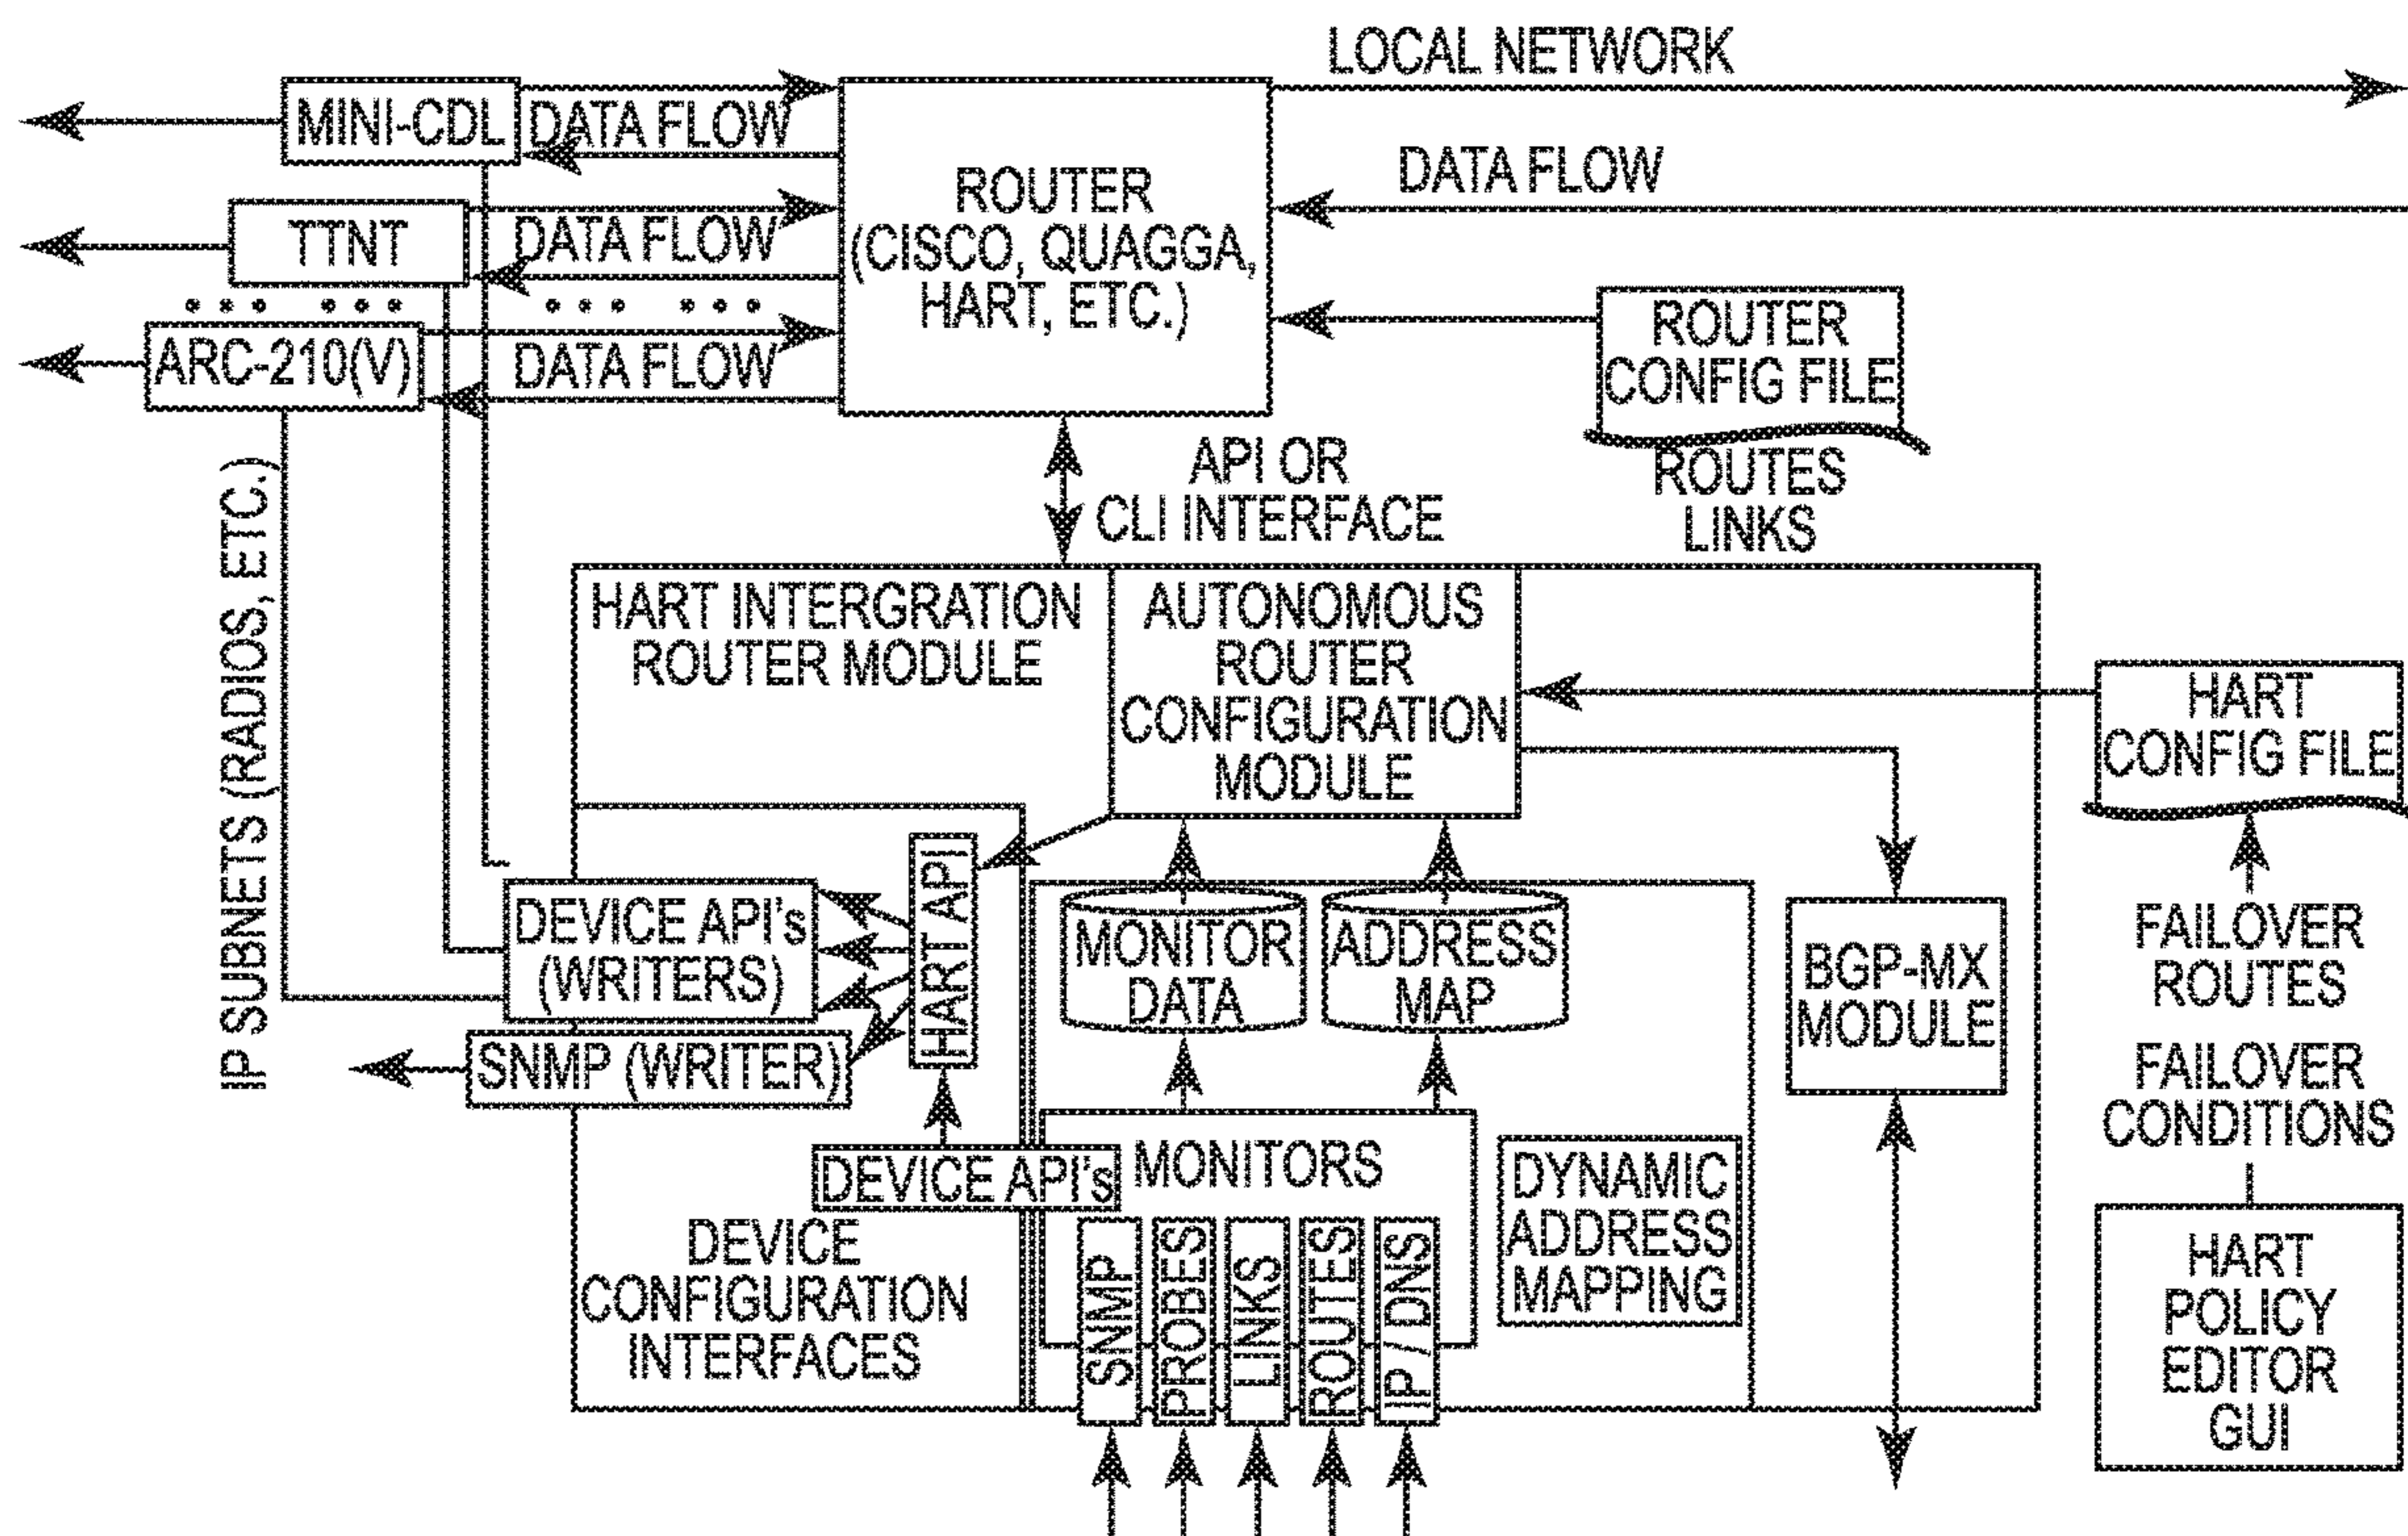 LOCAL NETWORK
MINI-CDL
DATA FLOW
DATA FLOW
ROUTER
(CISCO, QUAGGA,
HART, ETC.)
TTNT
DATA FLOW
ROUTER
CONFIG FILE
ARC-210(V)
DATA FLOW
ROUTES
LINKS
API OR
CLI INTERFACE
IP SUBNETS (RADIOS, ETC.)
HART INTERGRATION
ROUTER MODULE
AUTONOMOUS
ROUTER
CONFIGURATION
MODULE
HART
CONFIG FILE
HART API
DEVICE API's
(WRITERS)
MONITOR
DATA
ADDRESS
MAP
BGP-MX
MODULE
FAILOVER
ROUTES
FAILOVER
CONDITIONS
SNMP (WRITER)
DEVICE API's
MONITORS
DYNAMIC
ADDRESS
MAPPING
DEVICE
CONFIGURATION
INTERFACES
SNMP
PROBES
LINKS
ROUTES
IP / DNS
HART
POLICY
EDITOR
GUI